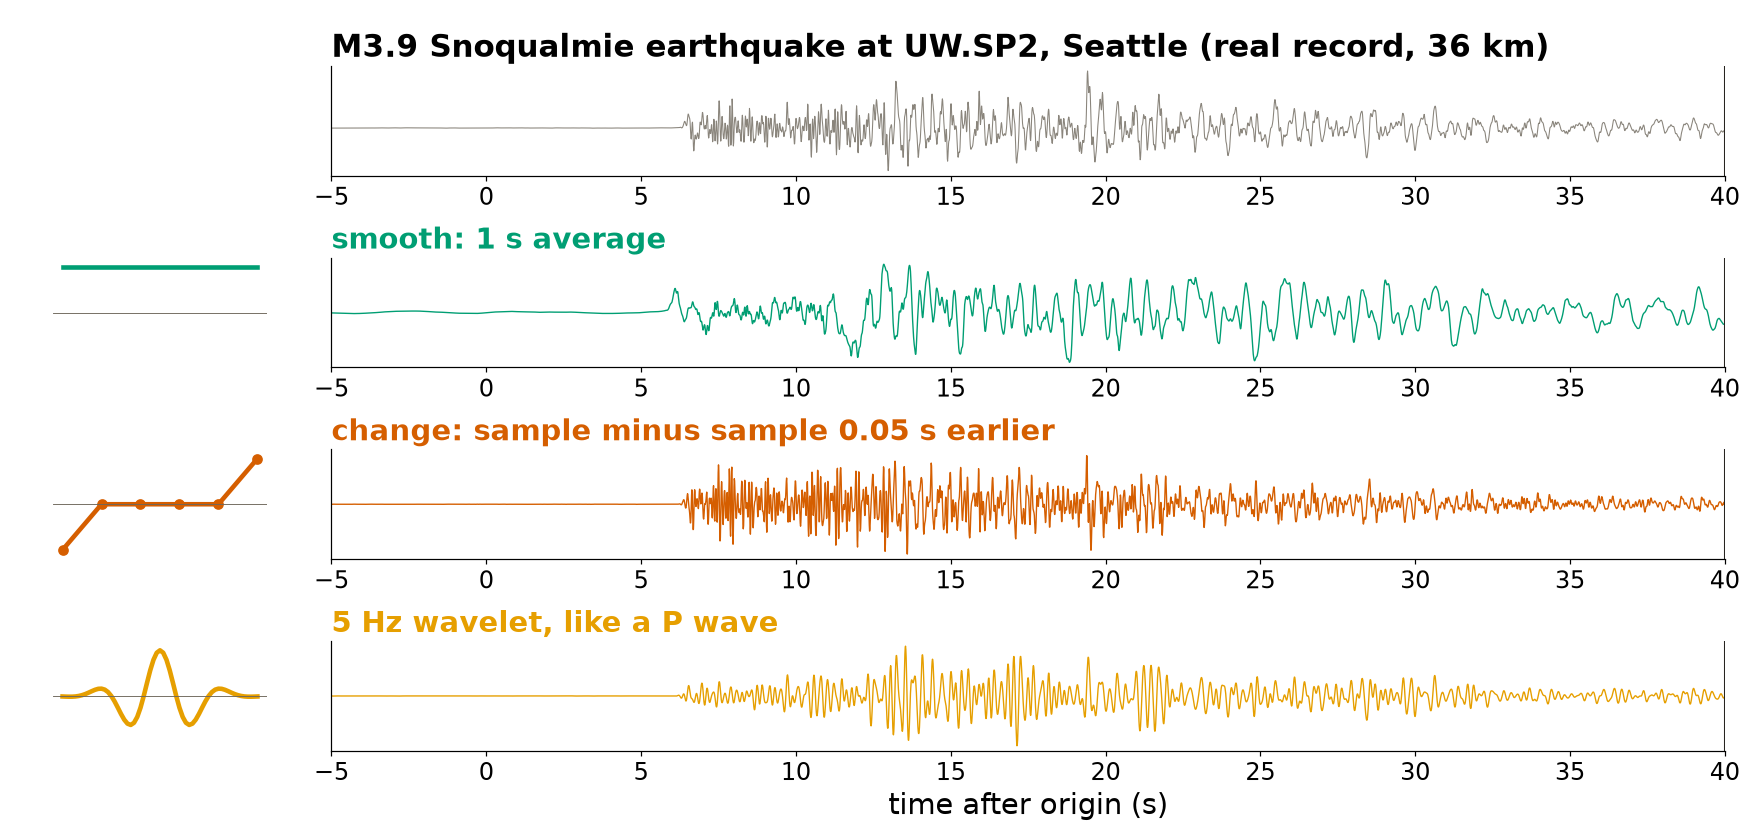 M3.9 Snoqualmie earthquake at UW.SP2, Seattle (real record, 36 km)
−5 0 5 10 15 20 25 30 35 40
smooth: 1 s average
−5 0 5 10 15 20 25 30 35 40
change: sample minus sample 0.05 s earlier
−5 0 5 10 15 20 25 30 35 40
5 Hz wavelet, like a P wave
−5 0 5 10 15 20 25 30 35 40
time after origin (s)